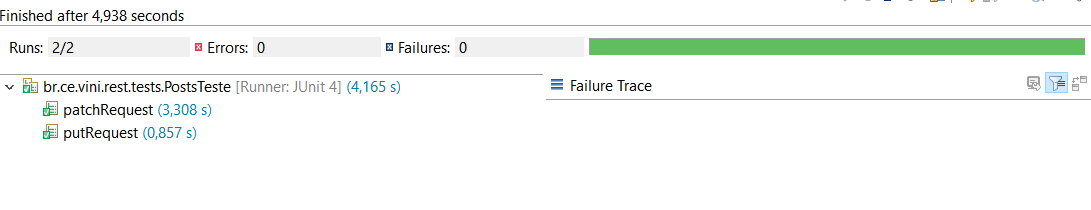 Finished after 4,938 seconds
Runs: 2/2 Errors: 0 Failures: 0
br.ce.vini.rest.tests.PostsTeste [Runner: JUnit 4] (4,165 s)
patchRequest (3,308 s)
putRequest (0,857 s)
Failure Trace